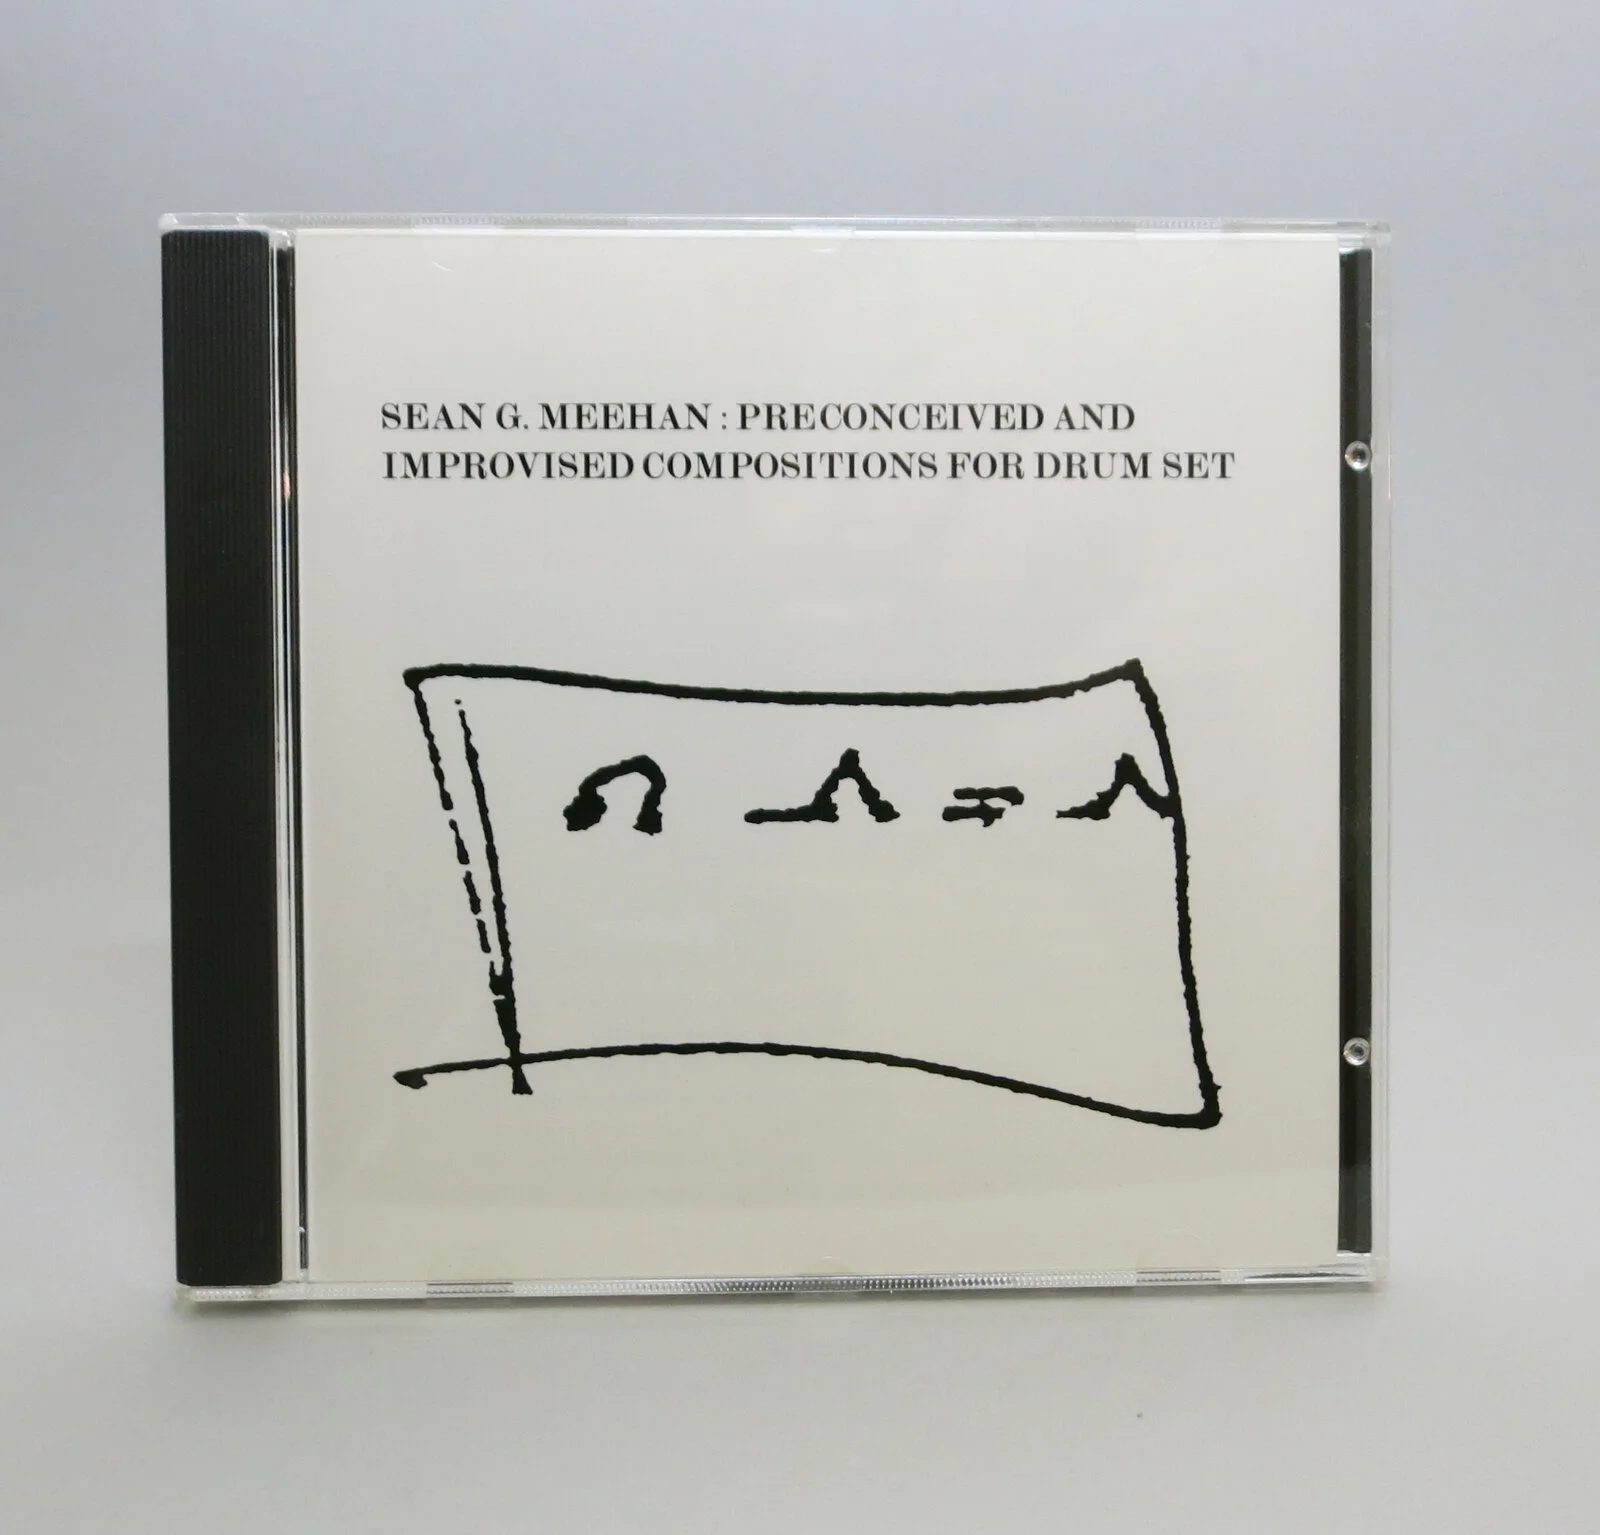 SEAN G. MEEHAN : PRECONCEIVED AND
IMPROVISED COMPOSITIONS FOR DRUM SET